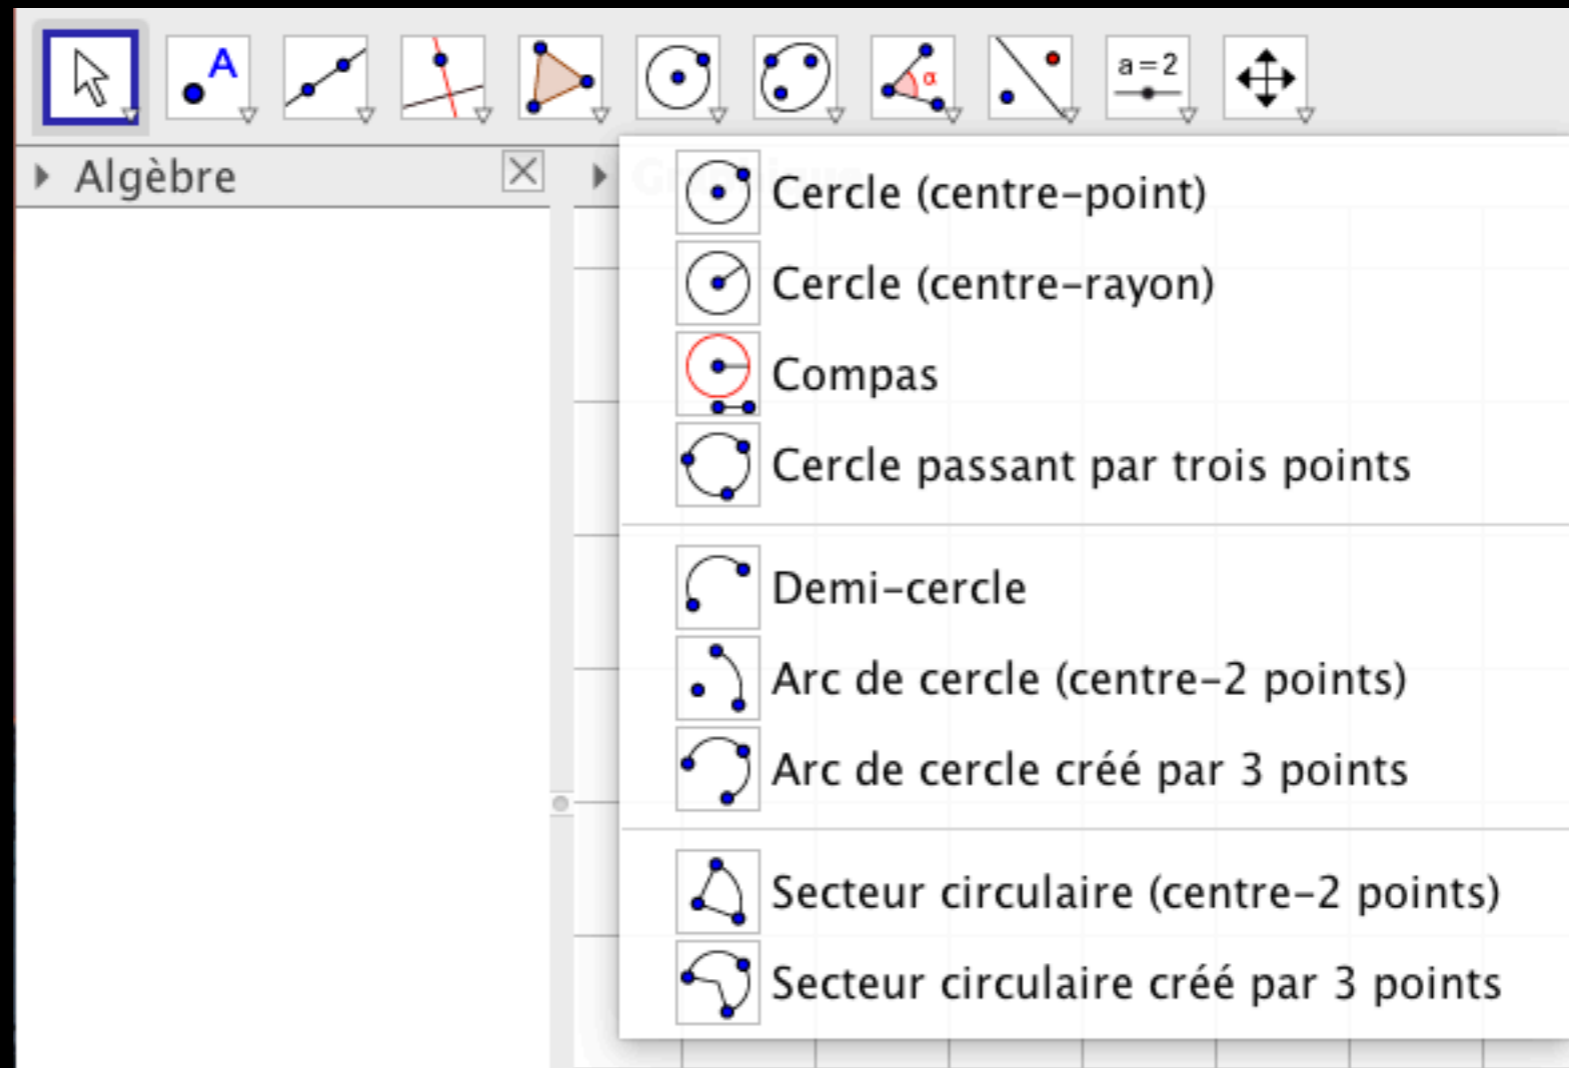 A
α
a=2
Algèbre
Cercle (centre-point)
Cercle (centre-rayon)
Compas
Cercle passant par trois points
Demi-cercle
Arc de cercle (centre-2 points)
Arc de cercle créé par 3 points
Secteur circulaire (centre-2 points)
Secteur circulaire créé par 3 points